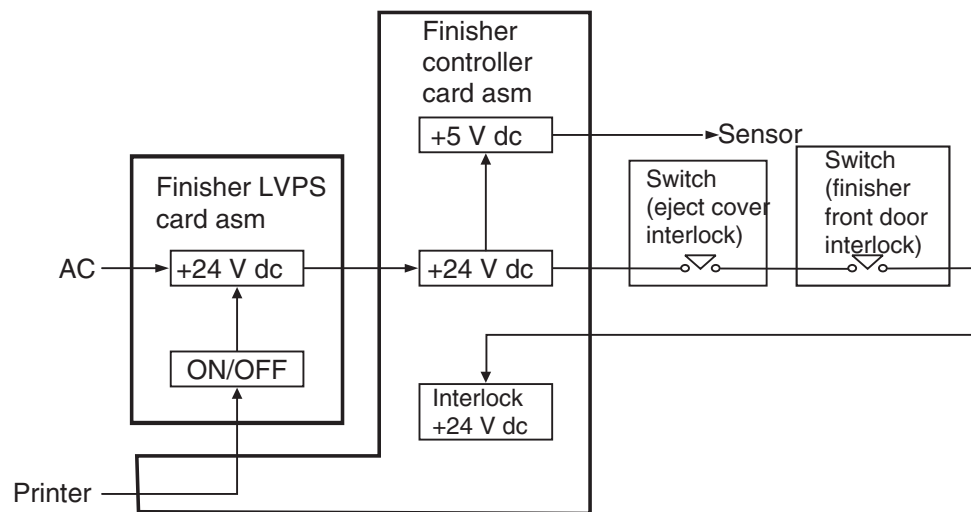 Finisher
controller
card asm
+5 V dc
Sensor
Finisher LVPS
card asm
Switch
(eject cover
interlock)
Switch
(finisher
front door
interlock)
AC
+24 V dc
+24 V dc
ON/OFF
Interlock
+24 V dc
Printer